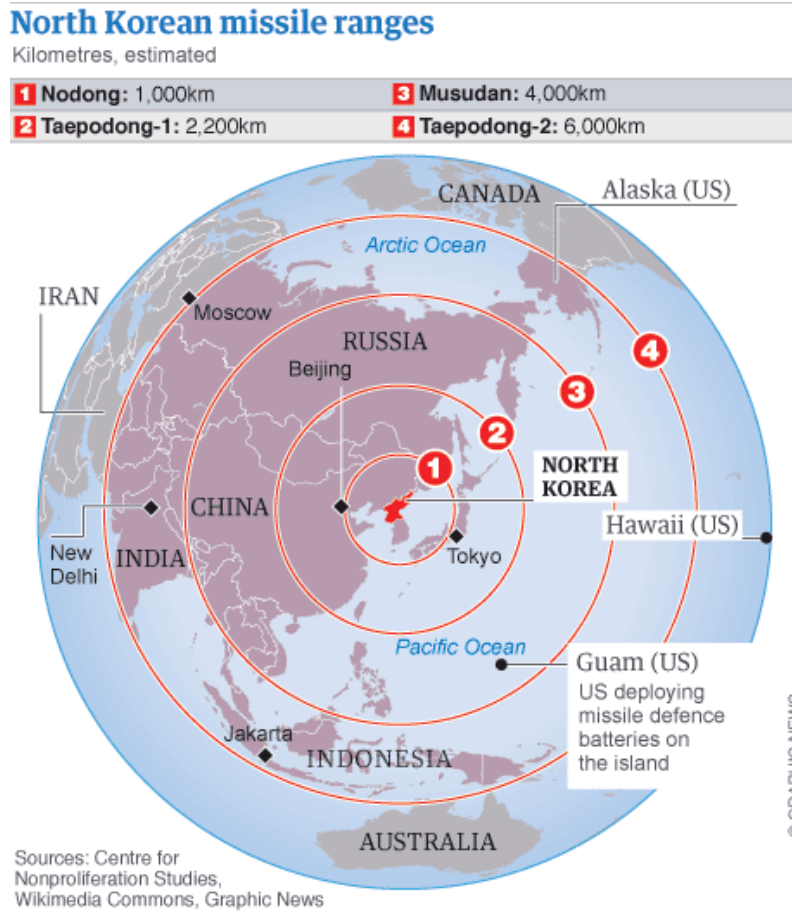 North Korean missile ranges
Kilometres, estimated
1 Nodong: 1,000km
3 Musudan: 4,000km
2 Taepodong-1: 2,200km
4 Taepodong-2: 6,000km
CANADA
Alaska (US)
Arctic Ocean
IRAN
Moscow
RUSSIA
Beijing
4
3
2
1
NORTH
KOREA
CHINA
Hawaii (US)
New
Delhi
INDIA
Tokyo
Pacific Ocean
Guam (US)
US deploying
missile defence
batteries on
the island
Jakarta
INDONESIA
AUSTRALIA
© GRAPHIC NEWS
Sources: Centre for
Nonproliferation Studies,
Wikimedia Commons, Graphic News